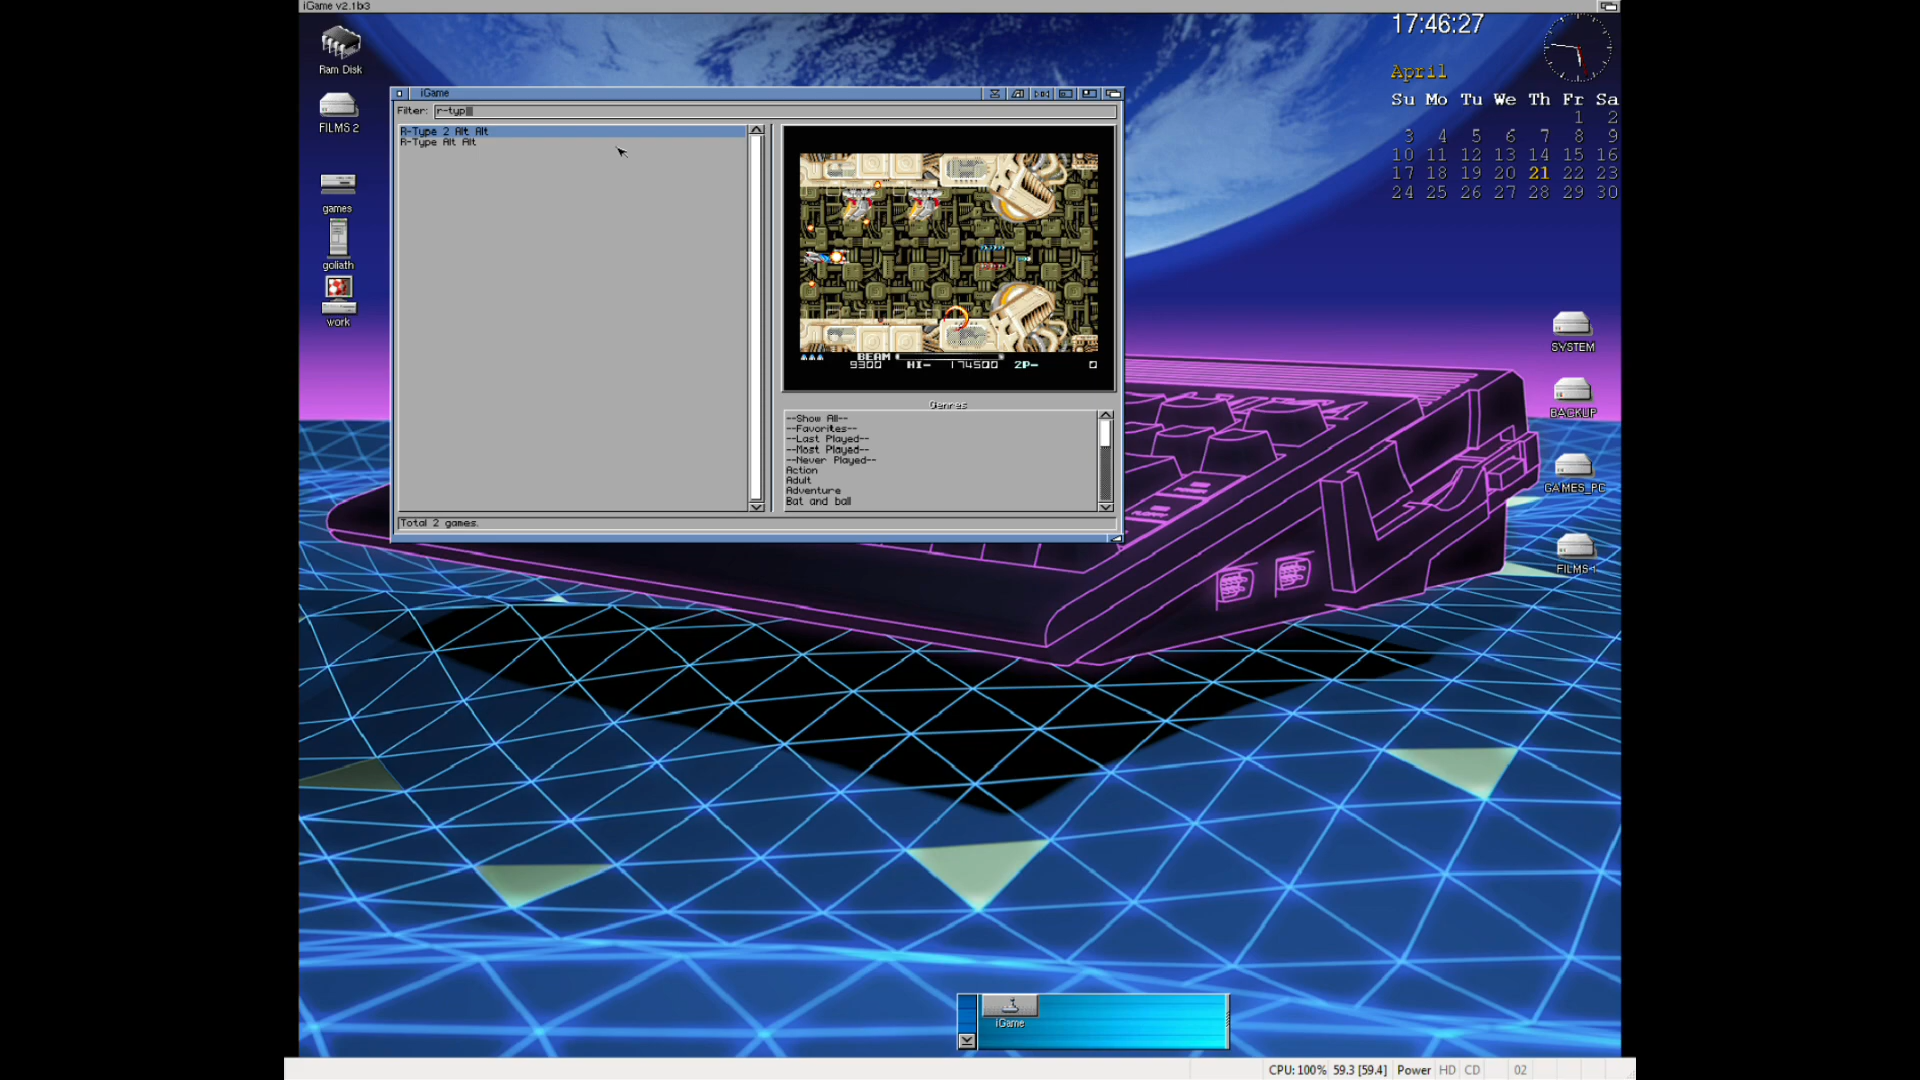 iGame v2.1b3
17:46:27
Ram Disk
April
iGame
Su Mo Tu We Th Fr Sa
Filter: r-typ
1 2
FILMS 2
R-Type 2 Alt Alt
3 4 5 6 7 8 9
R-Type Alt Alt
10 11 12 13 14 15 16
17 18 19 20 21 22 23
24 25 26 27 28 29 30
games
goliath
work
SYSTEM
BEAM
9300 HI- 174500 2P- 0
Genres
BACKUP
--Show All--
--Favorites--
--Last Played--
--Most Played--
--Never Played--
Action
Adult
Adventure
Bat and ball
GAMES_PC
Total 2 games.
FILMS 1
iGame
CPU: 100% 59.3 [59.4] Power HD CD 02